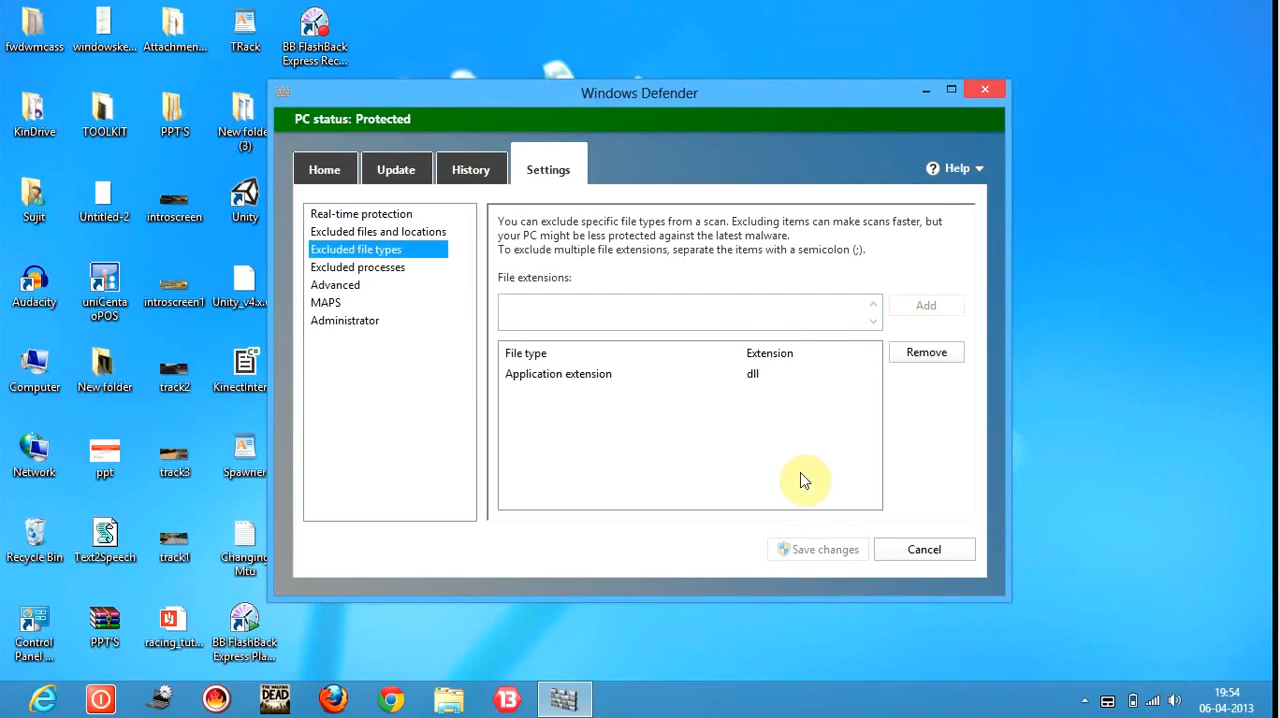 fwdwmcass
windowske...
Attachmen...
TRack
BB FlashBack
Express Rec...
Windows Defender
PC status: Protected
KinDrive
TOOLKIT
PPT'S
New folde
(3)
Home
Update
History
Settings
Help
Real-time protection
Excluded files and locations
Excluded file types
Excluded processes
Advanced
MAPS
Administrator
You can exclude specific file types from a scan. Excluding items can make scans faster, but
your PC might be less protected against the latest malware.
To exclude multiple file extensions, separate the items with a semicolon (;).
File extensions:
Add
File type
Extension
Remove
Application extension
dll
Save changes
Cancel
Sujit
Untitled-2
introscreen
Unity
Audacity
uniCenta
oPOS
introscreen1
Unity_v4.x.
Computer
New folder
track2
KinectInter
Network
ppt
track3
Spawner
Recycle Bin
Text2Speech
track1
Changing
Mtu
Control
Panel ...
PPT'S
racing_tut...
BB FlashBack
Express Pla...
WALKING
DEAD
13
19:54
06-04-2013